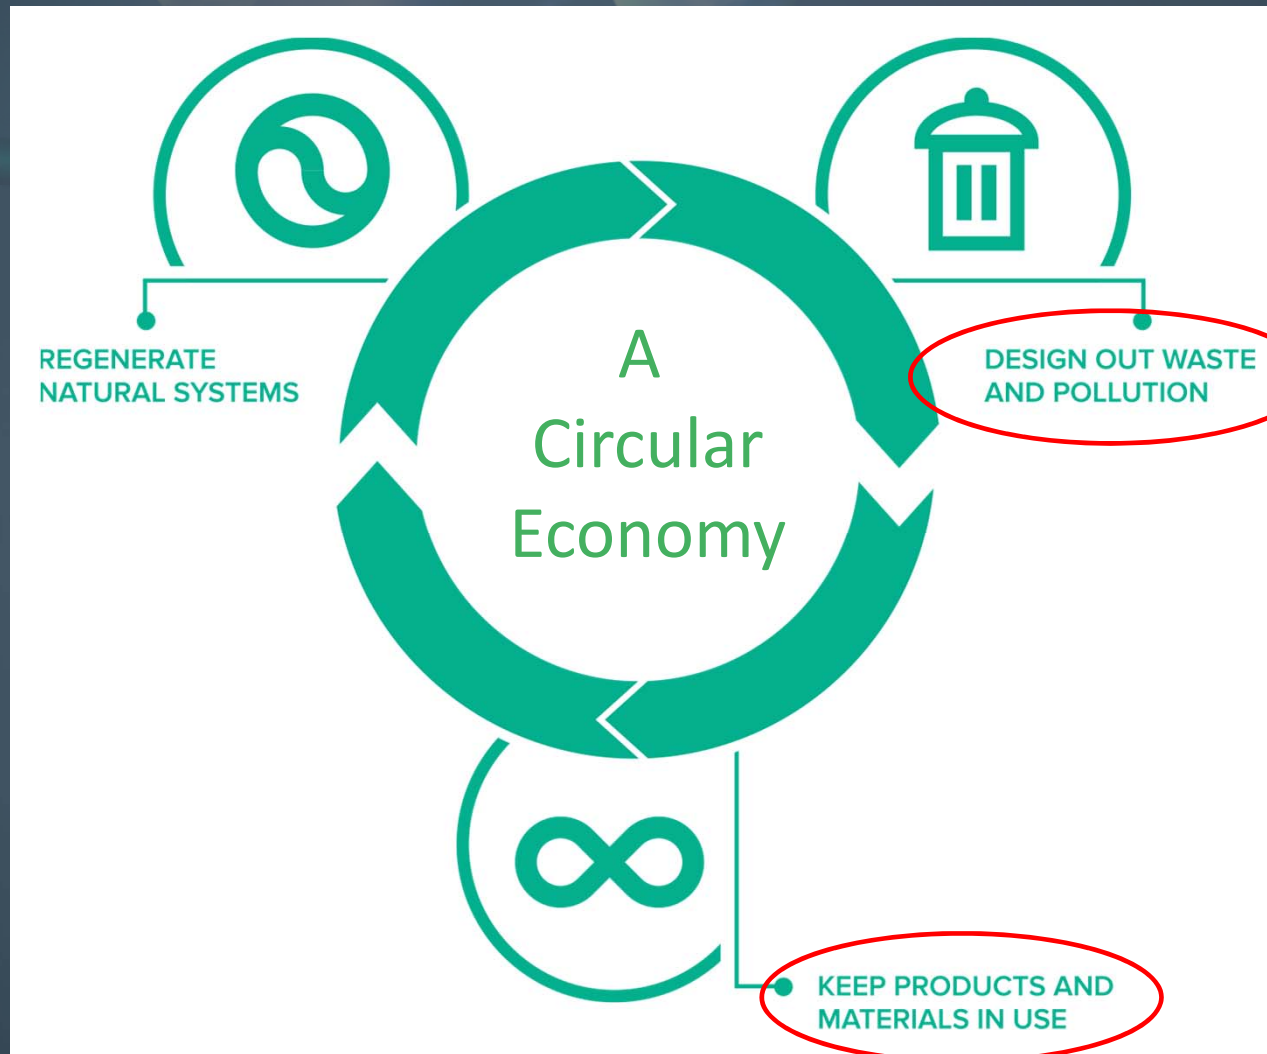 REGENERATE
NATURAL SYSTEMS
A
Circular
Economy
DESIGN OUT WASTE
AND POLLUTION
KEEP PRODUCTS AND
MATERIALS IN USE